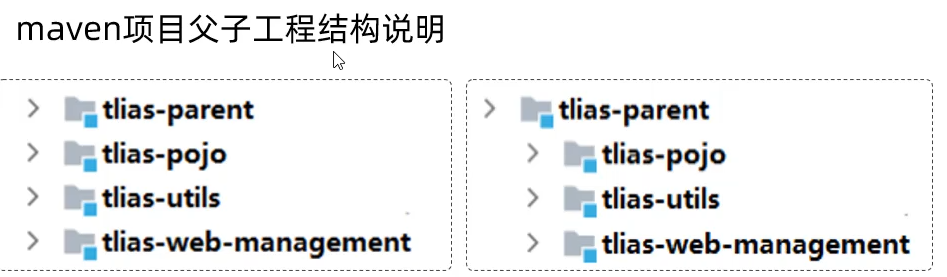 maven项目父子工程结构说明
tlias-parent
tlias-pojo
tlias-utils
tlias-web-management
tlias-parent
tlias-pojo
tlias-utils
tlias-web-management